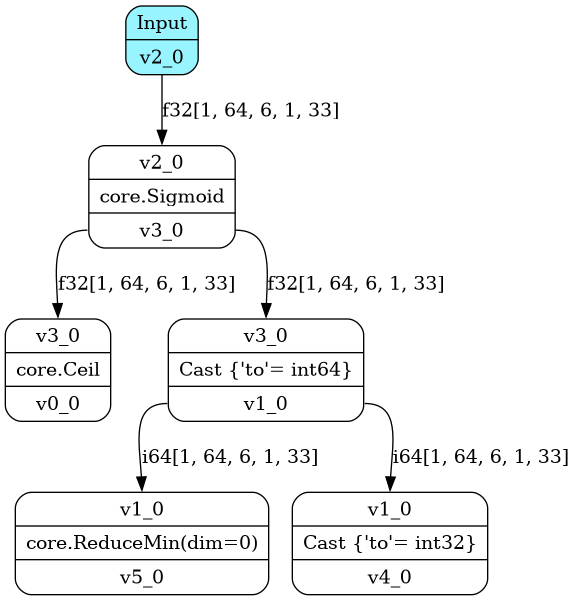 Input
v2_0
f32[1, 64, 6, 1, 33]
v2_0
core.Sigmoid
v3_0
f32[1, 64, 6, 1, 33]
f32[1, 64, 6, 1, 33]
v3_0
core.Ceil
v0_0
v3_0
Cast {'to'= int64}
v1_0
i64[1, 64, 6, 1, 33]
i64[1, 64, 6, 1, 33]
v1_0
core.ReduceMin(dim=0)
v5_0
v1_0
Cast {'to'= int32}
v4_0